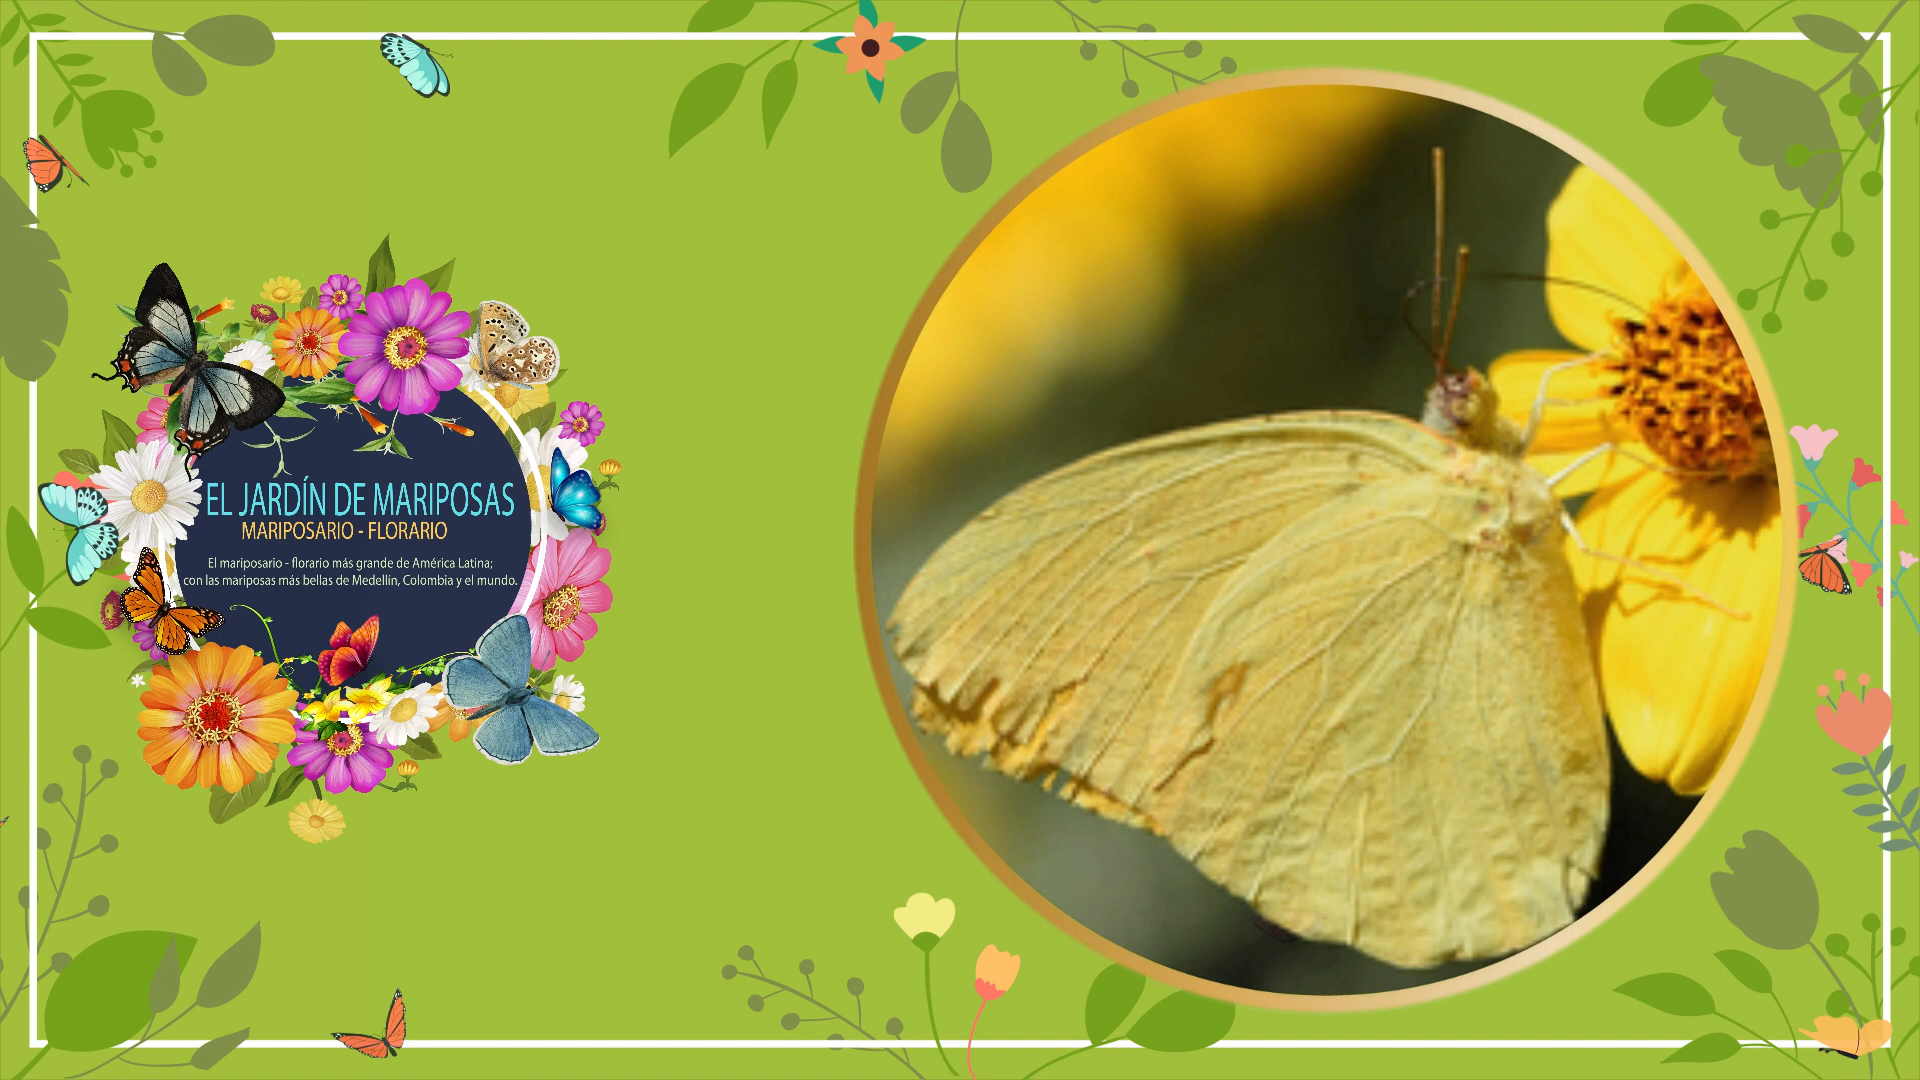 EL JARDÍN DE MARIPOSAS
MARIPOSARIO - FLORARIO
El mariposario - florario más grande de América Latina;
con las mariposas más bellas de Medellín, Colombia y el mundo.